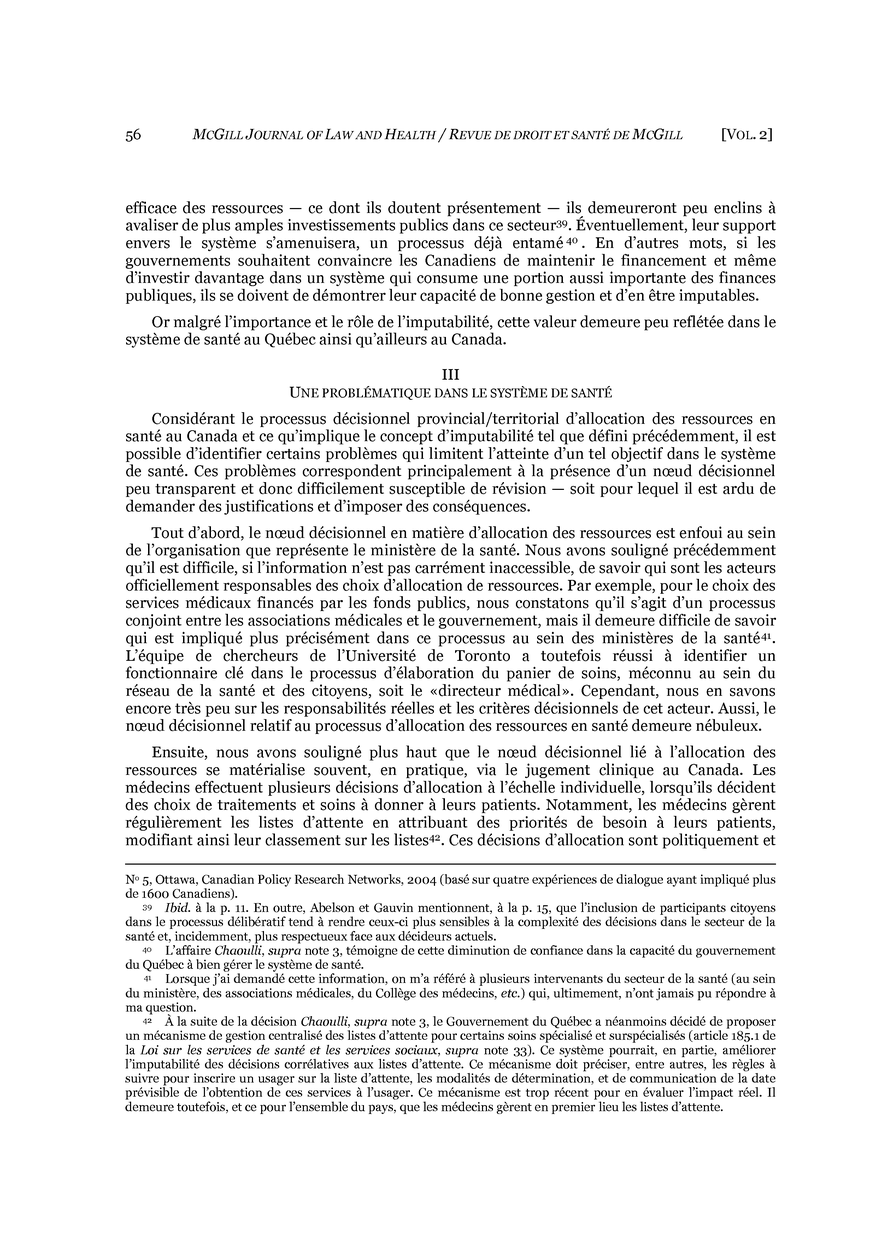 56 MCGILL JOURNAL OF LAW AND HEALTH / REVUE DE DROIT ET SANTÉ DE MCGILL [VOL. 2]
efficace des ressources — ce dont ils doutent présentement — ils demeureront peu enclins à
avaliser de plus amples investissements publics dans ce secteur39. Éventuellement, leur support
envers le système s’amenuisera, un processus déjà entamé 40 . En d’autres mots, si les
gouvernements souhaitent convaincre les Canadiens de maintenir le financement et même
d’investir davantage dans un système qui consume une portion aussi importante des finances
publiques, ils se doivent de démontrer leur capacité de bonne gestion et d’en être imputables.
Or malgré l’importance et le rôle de l’imputabilité, cette valeur demeure peu reflétée dans le
système de santé au Québec ainsi qu’ailleurs au Canada.
III
UNE PROBLÉMATIQUE DANS LE SYSTÈME DE SANTÉ
Considérant le processus décisionnel provincial/territorial d’allocation des ressources en
santé au Canada et ce qu’implique le concept d’imputabilité tel que défini précédemment, il est
possible d’identifier certains problèmes qui limitent l’atteinte d’un tel objectif dans le système
de santé. Ces problèmes correspondent principalement à la présence d’un nœud décisionnel
peu transparent et donc difficilement susceptible de révision — soit pour lequel il est ardu de
demander des justifications et d’imposer des conséquences.
Tout d’abord, le nœud décisionnel en matière d’allocation des ressources est enfoui au sein
de l’organisation que représente le ministère de la santé. Nous avons souligné précédemment
qu’il est difficile, si l’information n’est pas carrément inaccessible, de savoir qui sont les acteurs
officiellement responsables des choix d’allocation de ressources. Par exemple, pour le choix des
services médicaux financés par les fonds publics, nous constatons qu’il s’agit d’un processus
conjoint entre les associations médicales et le gouvernement, mais il demeure difficile de savoir
qui est impliqué plus précisément dans ce processus au sein des ministères de la santé41.
L’équipe de chercheurs de l’Université de Toronto a toutefois réussi à identifier un
fonctionnaire clé dans le processus d’élaboration du panier de soins, méconnu au sein du
réseau de la santé et des citoyens, soit le «directeur médical». Cependant, nous en savons
encore très peu sur les responsabilités réelles et les critères décisionnels de cet acteur. Aussi, le
nœud décisionnel relatif au processus d’allocation des ressources en santé demeure nébuleux.
Ensuite, nous avons souligné plus haut que le nœud décisionnel lié à l’allocation des
ressources se matérialise souvent, en pratique, via le jugement clinique au Canada. Les
médecins effectuent plusieurs décisions d’allocation à l’échelle individuelle, lorsqu’ils décident
des choix de traitements et soins à donner à leurs patients. Notamment, les médecins gèrent
régulièrement les listes d’attente en attribuant des priorités de besoin à leurs patients,
modifiant ainsi leur classement sur les listes42. Ces décisions d’allocation sont politiquement et
No 5, Ottawa, Canadian Policy Research Networks, 2004 (basé sur quatre expériences de dialogue ayant impliqué plus
de 1600 Canadiens).
39 Ibid. à la p. 11. En outre, Abelson et Gauvin mentionnent, à la p. 15, que l’inclusion de participants citoyens
dans le processus délibératif tend à rendre ceux-ci plus sensibles à la complexité des décisions dans le secteur de la
santé et, incidemment, plus respectueux face aux décideurs actuels.
40 L’affaire Chaoulli, supra note 3, témoigne de cette diminution de confiance dans la capacité du gouvernement
du Québec à bien gérer le système de santé.
41 Lorsque j’ai demandé cette information, on m’a référé à plusieurs intervenants du secteur de la santé (au sein
du ministère, des associations médicales, du Collège des médecins, etc.) qui, ultimement, n’ont jamais pu répondre à
ma question.
42 À la suite de la décision Chaoulli, supra note 3, le Gouvernement du Québec a néanmoins décidé de proposer
un mécanisme de gestion centralisé des listes d’attente pour certains soins spécialisé et surspécialisés (article 185.1 de
la Loi sur les services de santé et les services sociaux, supra note 33). Ce système pourrait, en partie, améliorer
l’imputabilité des décisions corrélatives aux listes d’attente. Ce mécanisme doit préciser, entre autres, les règles à
suivre pour inscrire un usager sur la liste d’attente, les modalités de détermination, et de communication de la date
prévisible de l’obtention de ces services à l’usager. Ce mécanisme est trop récent pour en évaluer l’impact réel. Il
demeure toutefois, et ce pour l’ensemble du pays, que les médecins gèrent en premier lieu les listes d’attente.